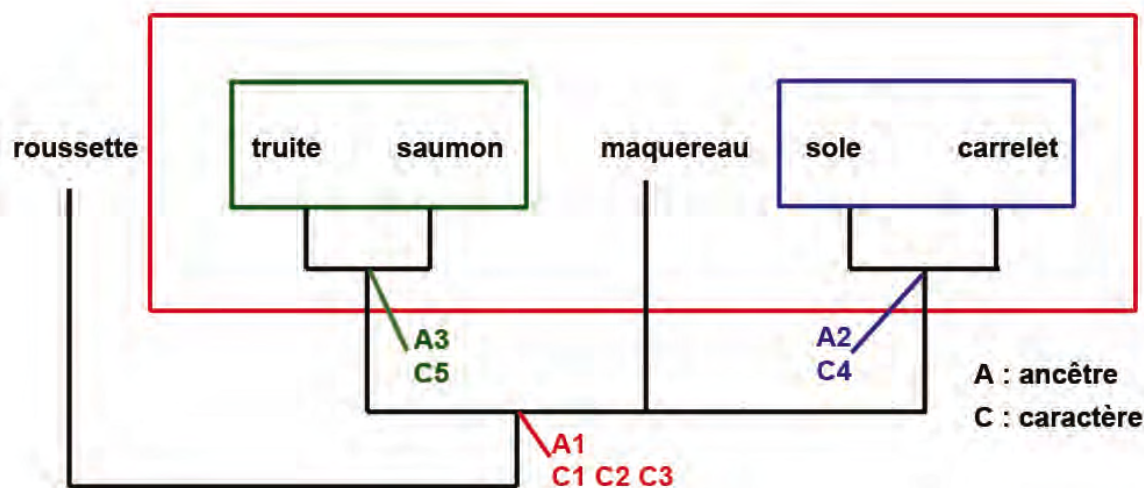 roussette truite saumon maquereau sole carrelet
A3
C5
A2
C4
A : ancêtre
C : caractère
A1
C1 C2 C3